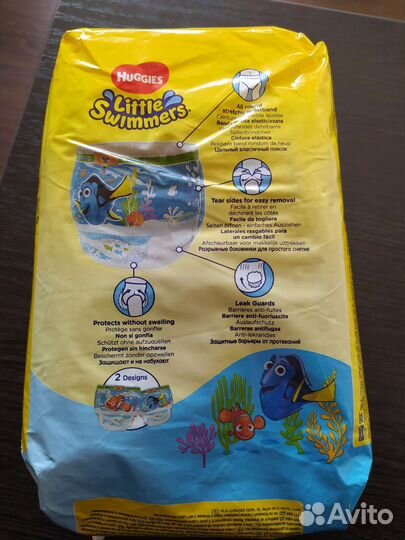 HUGGIES
Little
Swimmers
All round
stretchy waistband
Cintura elástica
Rekbare band rondom de heup
Цельный эластичный поясок
Tear sides for easy removal
Facile à retirer en
déchirant les côtés
Facile da togliere
Seiten öffnen - einfaches Ausziehen
Laterales rasgables para
un cambio fácil
Afscheurbaar voor makkelijk uittrekken
Разрывные боковинки для простого снятия
Leak Guards
Barrières anti-fuites
Barriere anti-fuoriuscite
Auslaufschutz
Barreras antifugas
Anti-lekrandjes
Защитные барьеры от протеканий
Protects without swelling
Protège sans gonfler
Non si gonfia
Schützt ohne aufzuquellen
Protegen sin hincharse
Beschermt zonder opzwellen
Защищают и не набухают
2 Designs
Avito